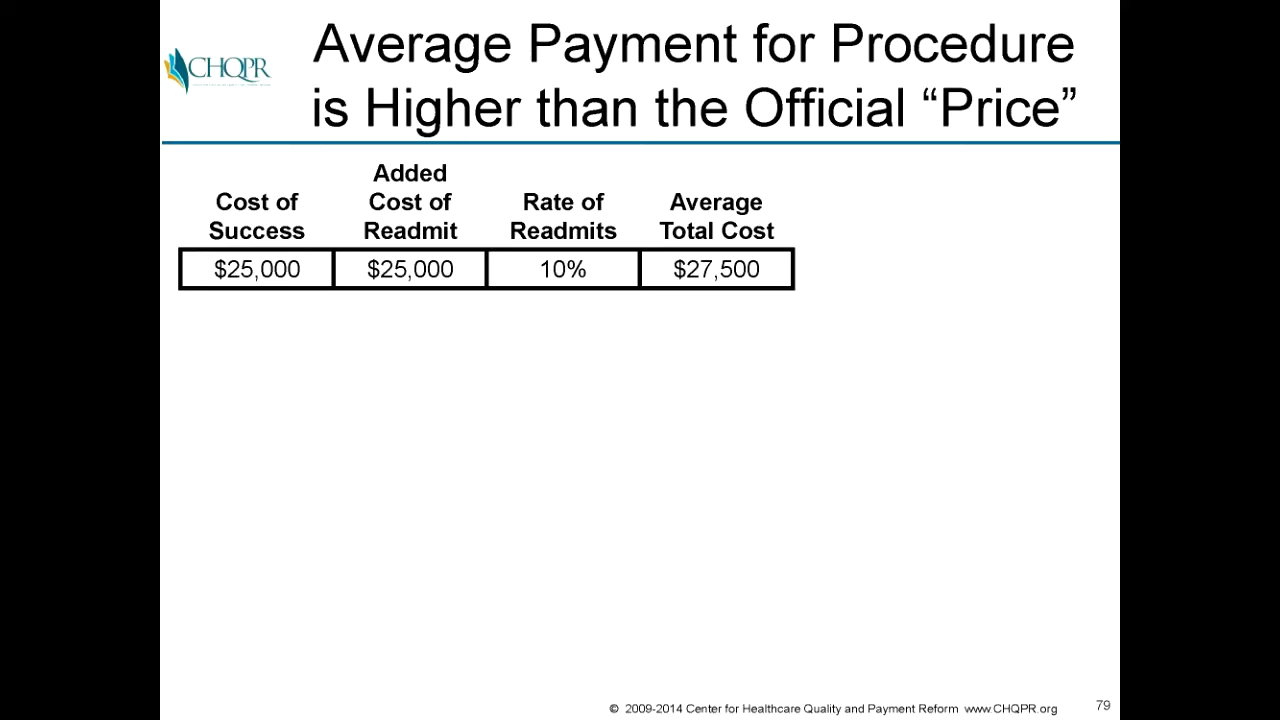 CHQPR
Average Payment for Procedure
is Higher than the Official “Price”
Cost of
Success
Added
Cost of
Readmit
Rate of
Readmits
Average
Total Cost
$25,000
$25,000
10%
$27,500
© 2009-2014 Center for Healthcare Quality and Payment Reform www.CHQPR.org
79